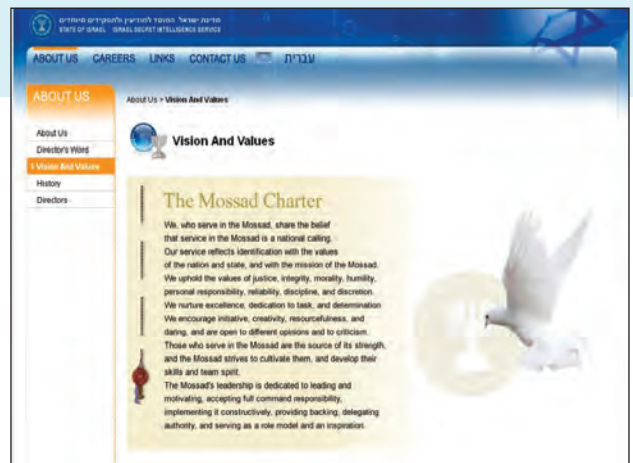 מדינת ישראל המוסד למודיעין ולתפקידים מיוחדים
STATE OF ISRAEL ISRAEL SECRET INTELLIGENCE SERVICE
ABOUT US CAREERS LINKS CONTACT US עברית
ABOUT US
About Us > Vision And Values
About Us
Director's Word
Vision And Values
History
Directors
Vision And Values
The Mossad Charter
We, who serve in the Mossad, share the belief
that service in the Mossad is a national calling.
Our service reflects identification with the values
of the nation and state, and with the mission of the Mossad.
We uphold the values of justice, integrity, morality, humility,
personal responsibility, reliability, discipline, and discretion.
We nurture excellence, dedication to task, and determination
We encourage initiative, creativity, resourcefulness, and
daring, and are open to different opinions and to criticism.
Those who serve in the Mossad are the source of its strength,
and the Mossad strives to cultivate them, and develop their
skills and team spirit.
The Mossad's leadership is dedicated to leading and
motivating, accepting full command responsibility,
implementing it constructively, providing backing, delegating
authority, and serving as a role model and an inspiration.